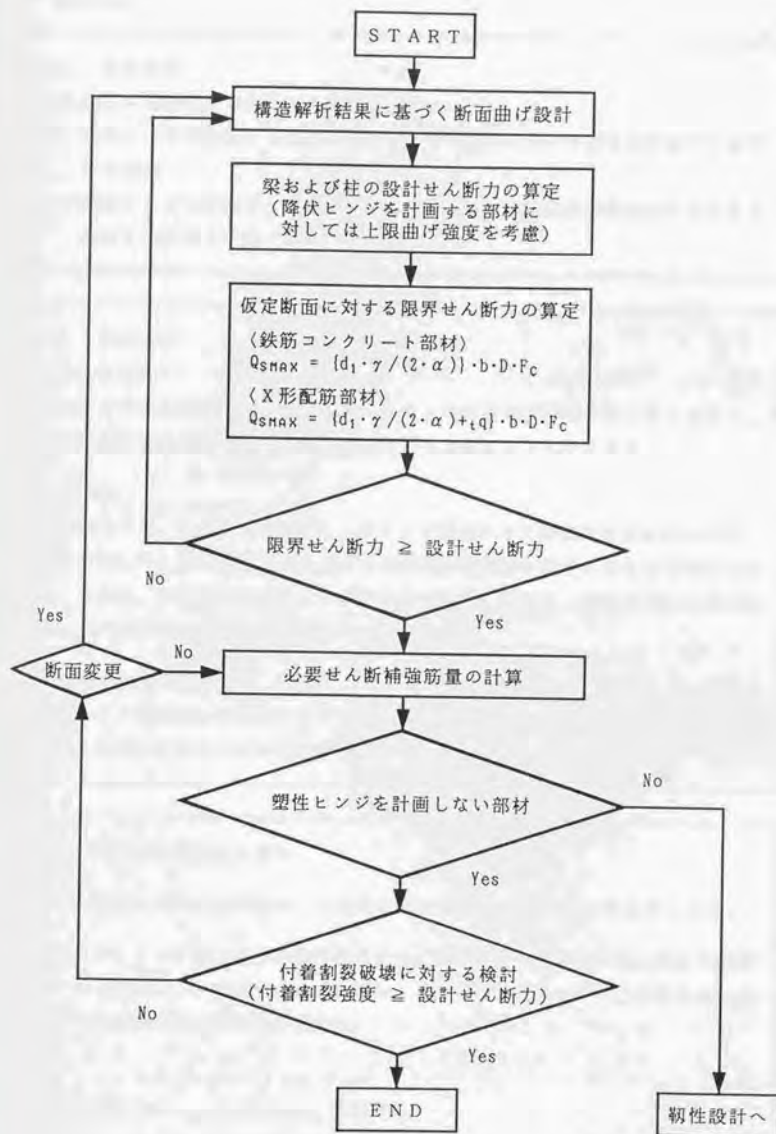 START
構造解析結果に基づく断面曲げ設計
梁および柱の設計せん断力の算定
(降伏ヒンジを計画する部材に
対しては上限曲げ強度を考慮)
仮定断面に対する限界せん断力の算定
〈鉄筋コンクリート部材〉
QSMAX = {d₁・γ/(2・α)}・b・D・FC
〈X形配筋部材〉
QSMAX = {d₁・γ/(2・α)+tq}・b・D・FC
限界せん断力 ≧ 設計せん断力
No
Yes
Yes
断面変更
No
必要せん断補強筋量の計算
塑性ヒンジを計画しない部材
No
Yes
付着割裂破壊に対する検討
(付着割裂強度 ≧ 設計せん断力)
No
Yes
END
靭性設計へ